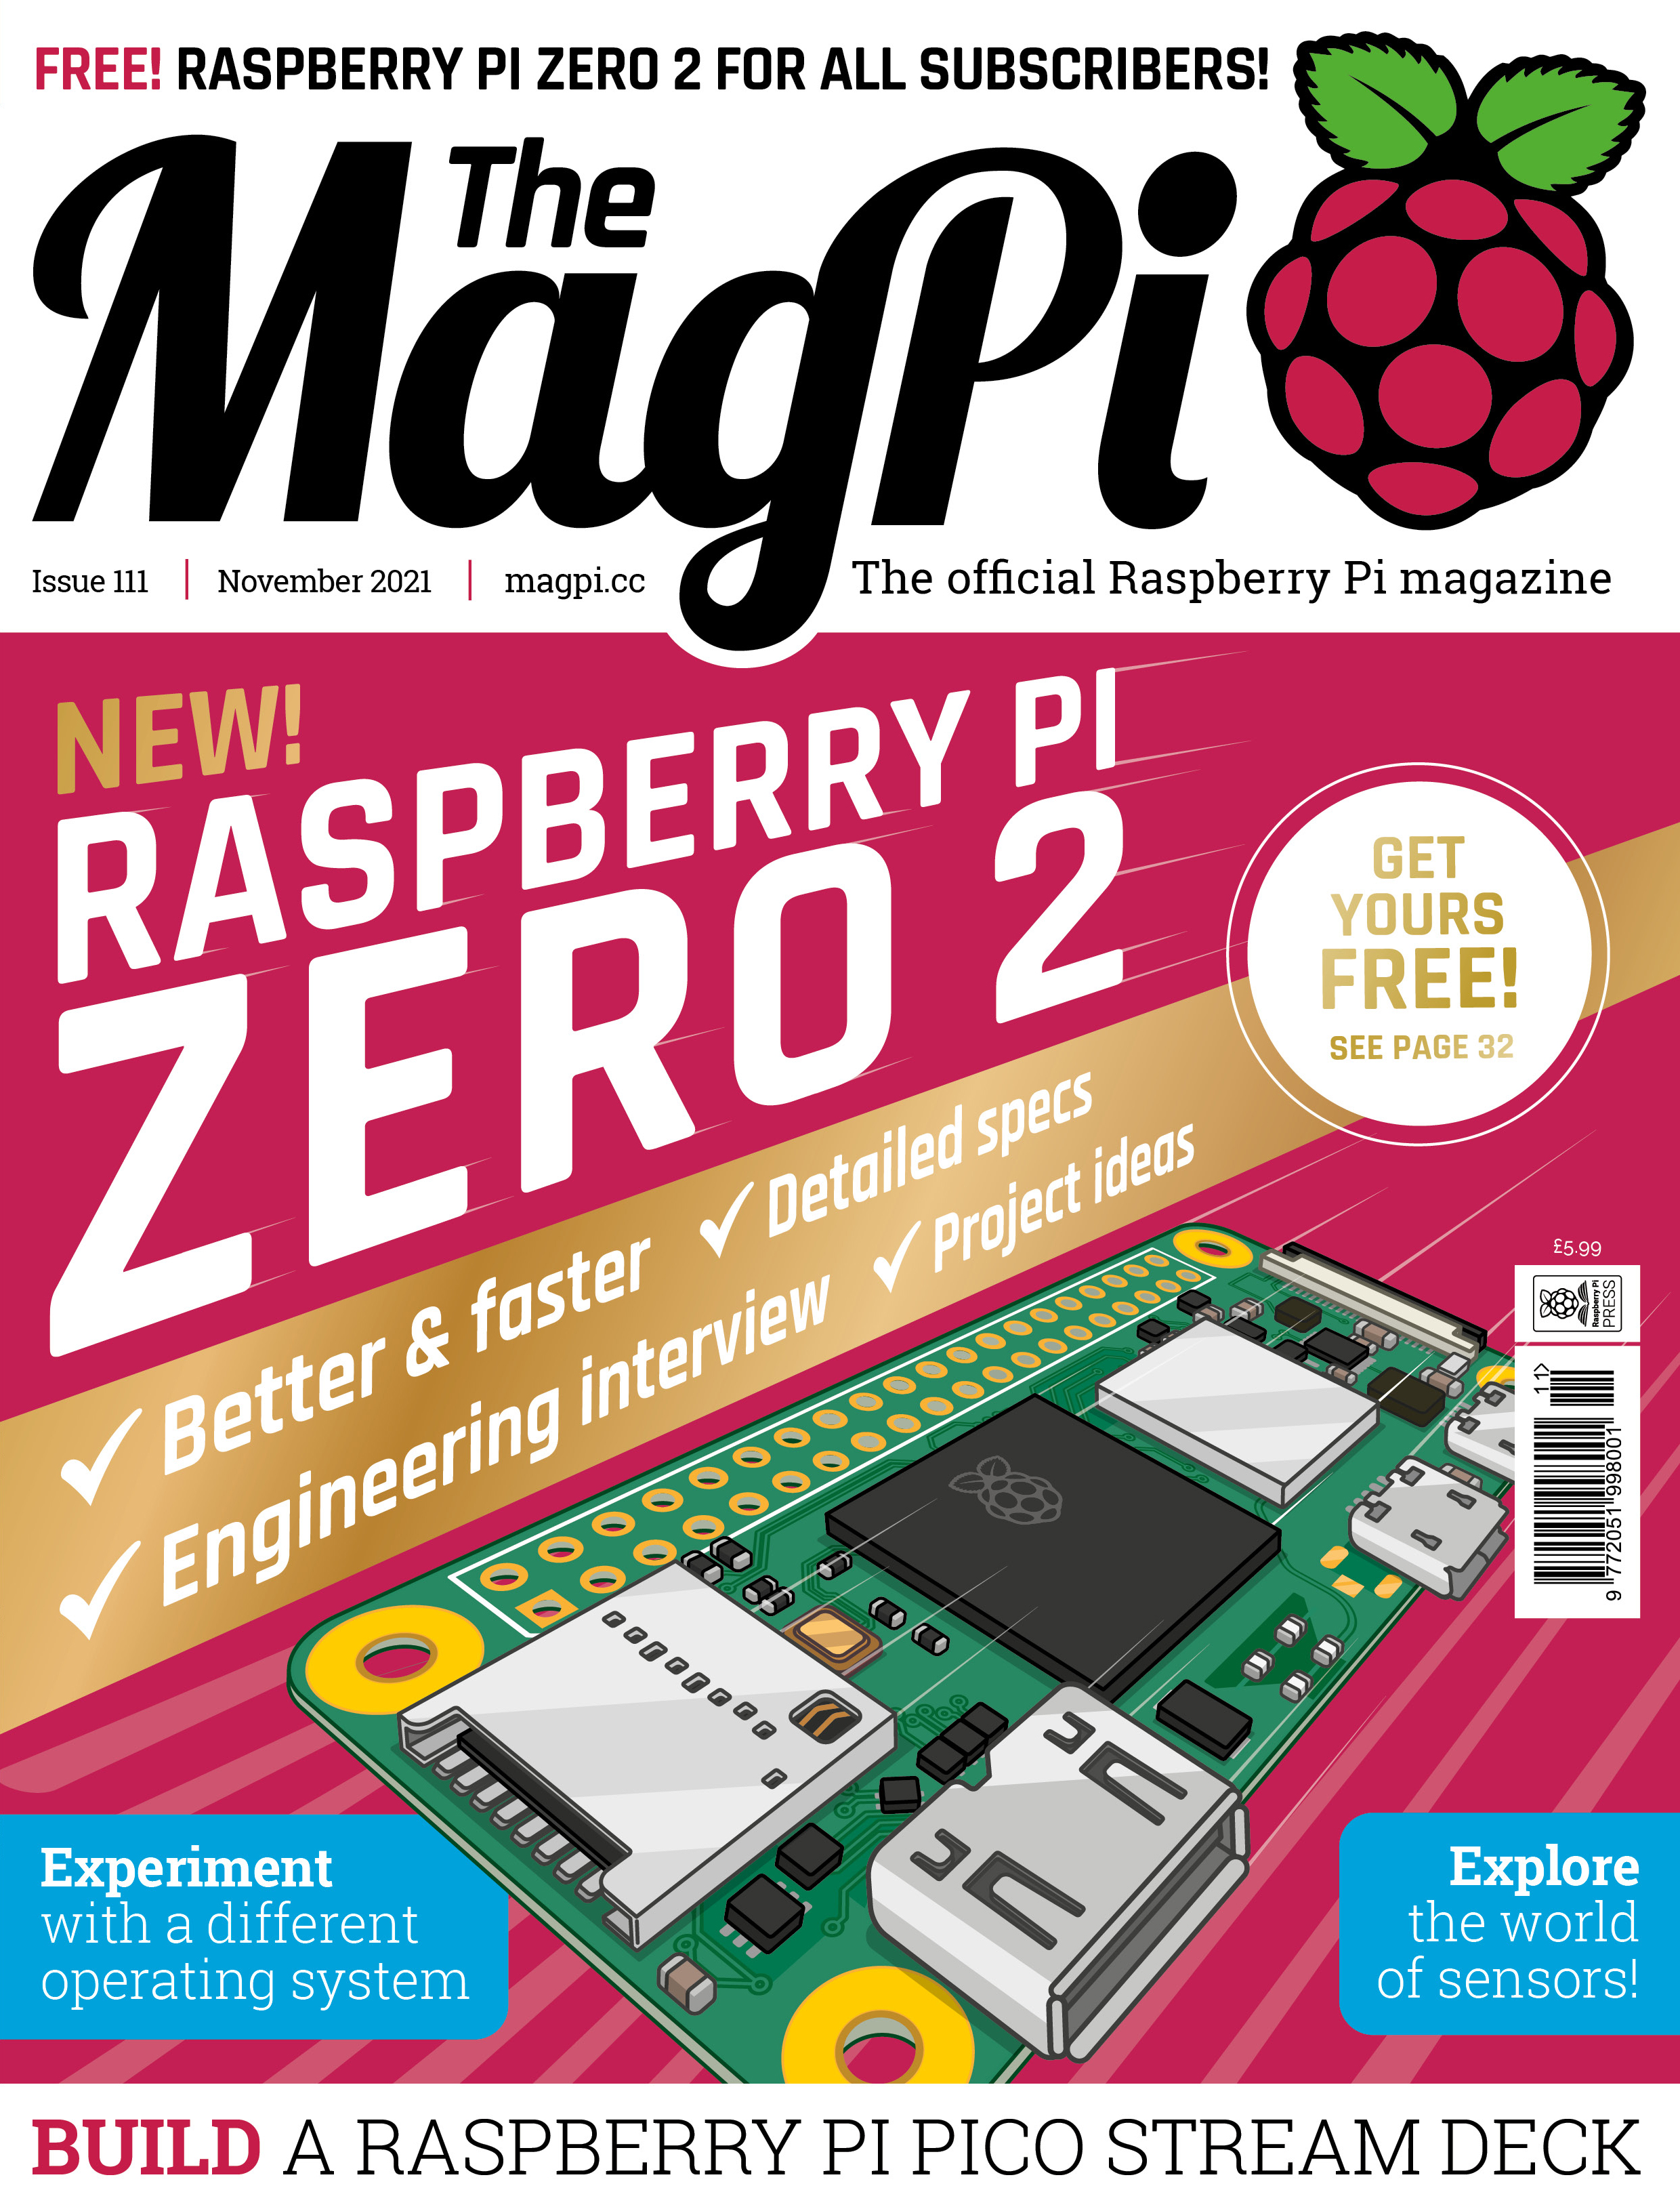 FREE! RASPBERRY PI ZERO 2 FOR ALL SUBSCRIBERS!
The
MagPi
Issue 111 | November 2021 | magpi.cc
The official Raspberry Pi magazine
NEW!
RASPBERRY PI
ZERO 2
GET
YOURS
FREE!
SEE PAGE 32
✓ Better & faster
✓ Detailed specs
✓ Engineering interview
✓ Project ideas
£5.99
Raspberry Pi
PRESS
11>
9 772051 998001
Experiment
with a different
operating system
Explore
the world
of sensors!
BUILD A RASPBERRY PI PICO STREAM DECK